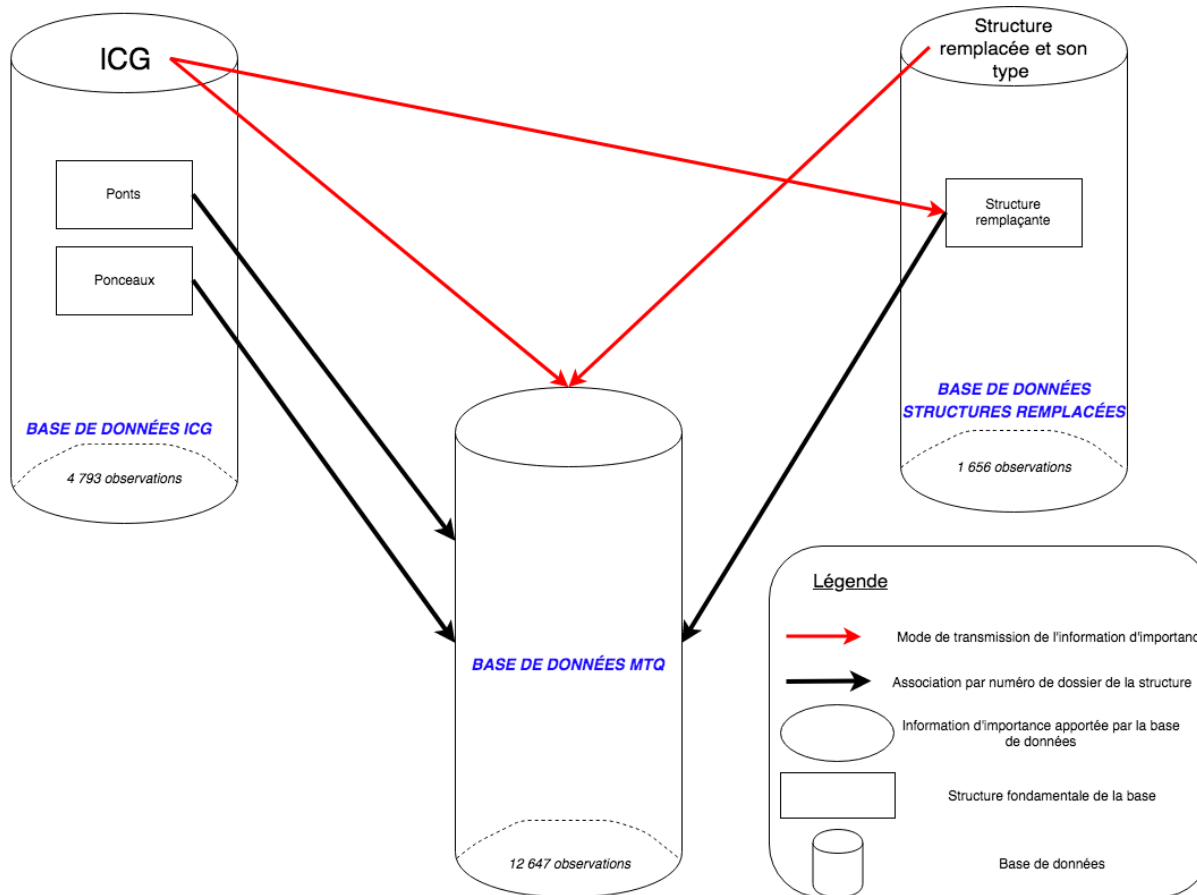 ICG
Structure
remplacée et son
type
Ponts
Ponceaux
Structure
remplaçante
BASE DE DONNÉES ICG
4 793 observations
BASE DE DONNÉES
STRUCTURES REMPLACÉES
1 656 observations
BASE DE DONNÉES MTQ
12 647 observations
Légende
Mode de transmission de l'information d'importance
Association par numéro de dossier de la structure
Information d'importance apportée par la base
de données
Structure fondamentale de la base
Base de données